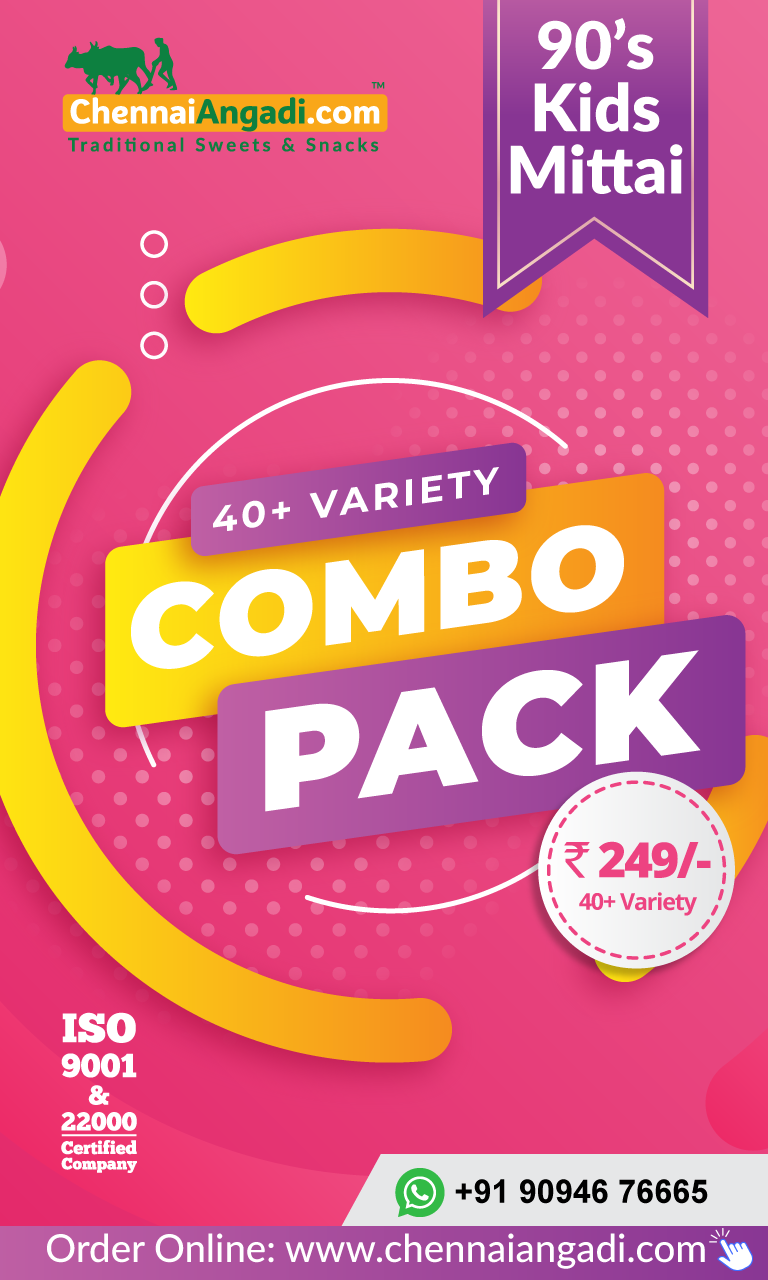 ChennaiAngadi.com
TM
Traditional Sweets & Snacks
90's
Kids
Mittai
40+ VARIETY
COMBO
PACK
₹ 249/-
40+ Variety
ISO
9001
&
22000
Certified
Company
+91 90946 76665
Order Online: www.chennaiangadi.com